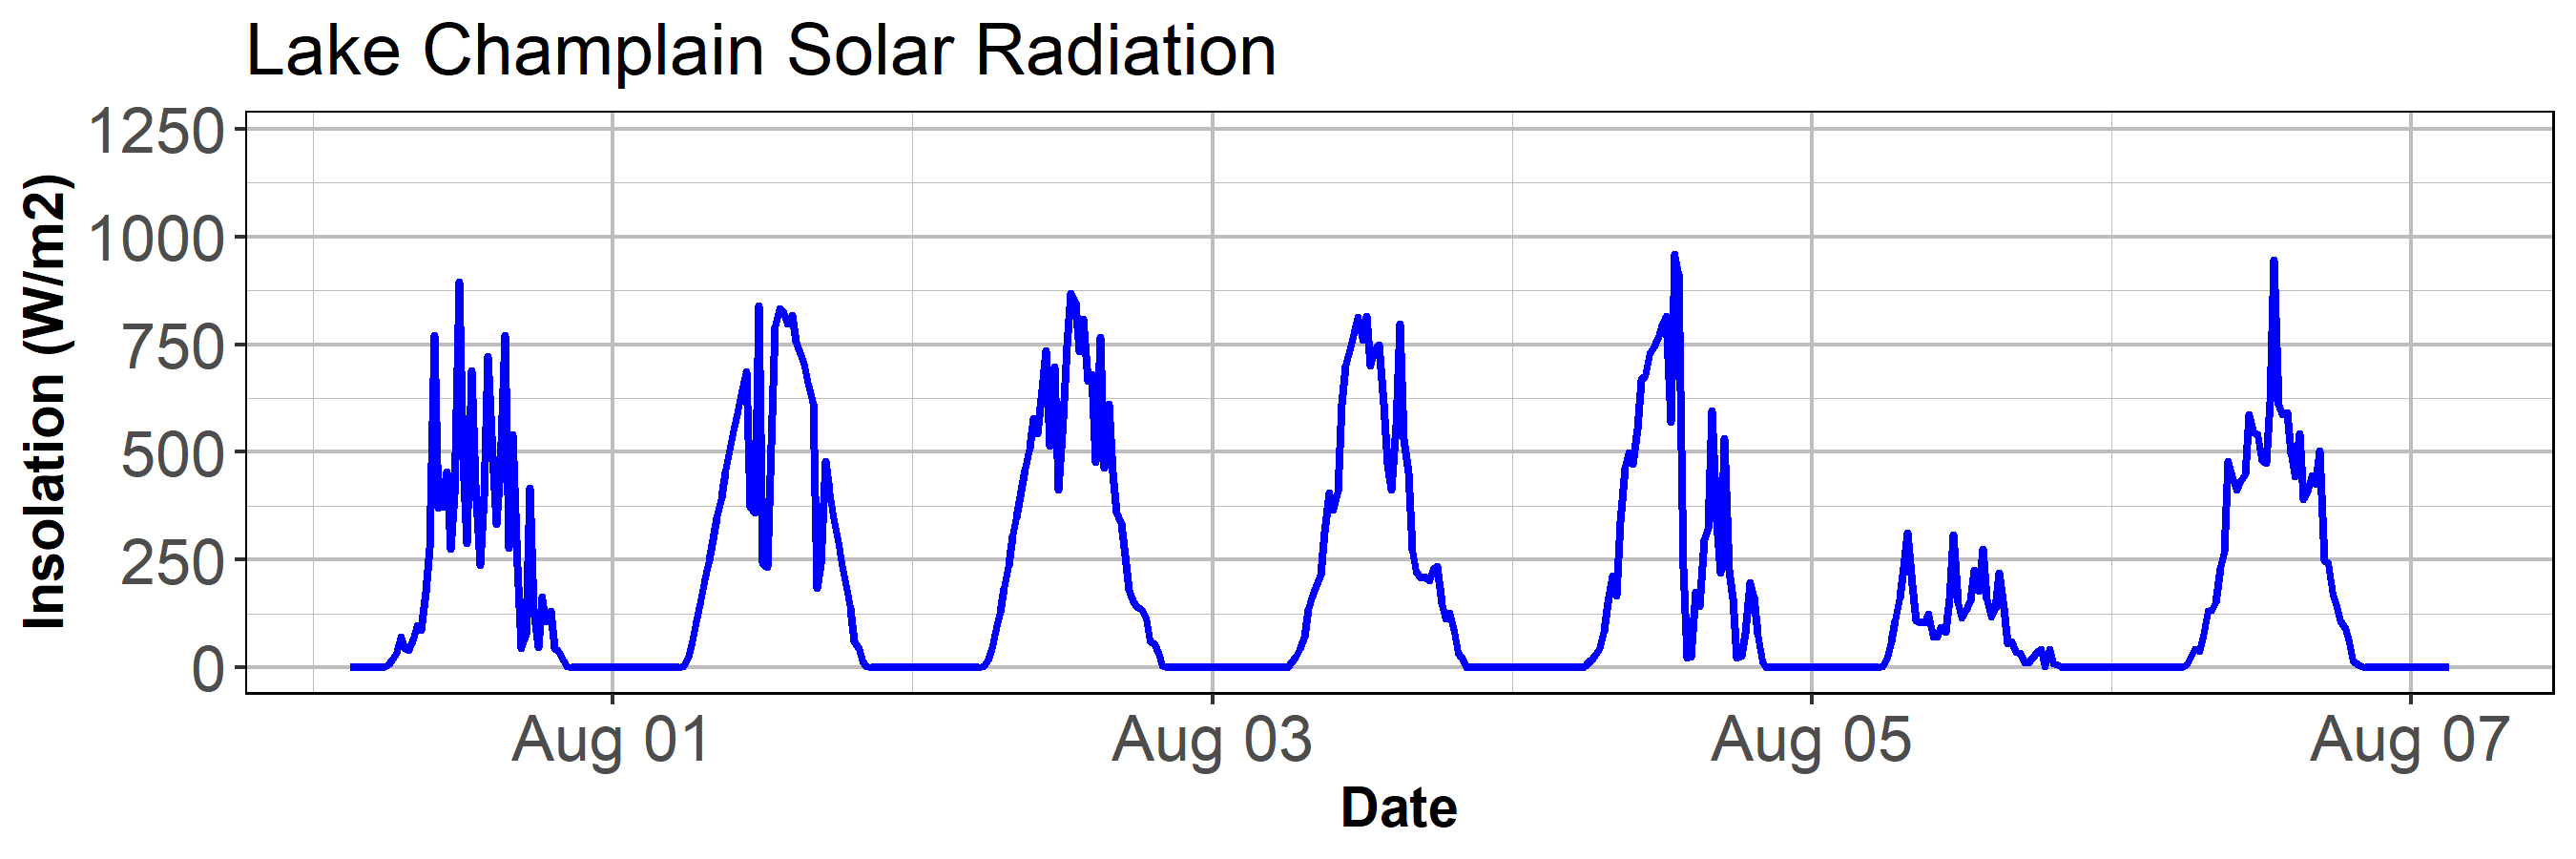 Lake Champlain Solar Radiation
Insolation (W/m2)
1250
1000
750
500
250
0
Aug 01
Aug 03
Aug 05
Aug 07
Date